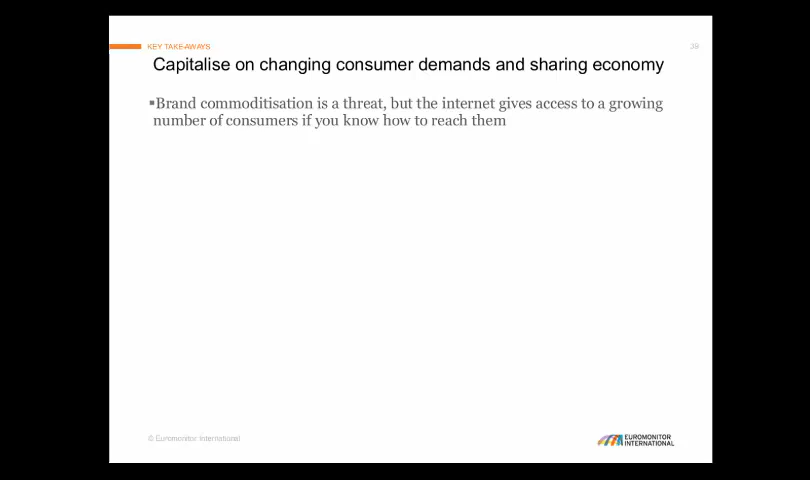 KEY TAKE-AWAYS
39
Capitalise on changing consumer demands and sharing economy
▪Brand commoditisation is a threat, but the internet gives access to a growing
number of consumers if you know how to reach them
© Euromonitor International
EUROMONITOR
INTERNATIONAL